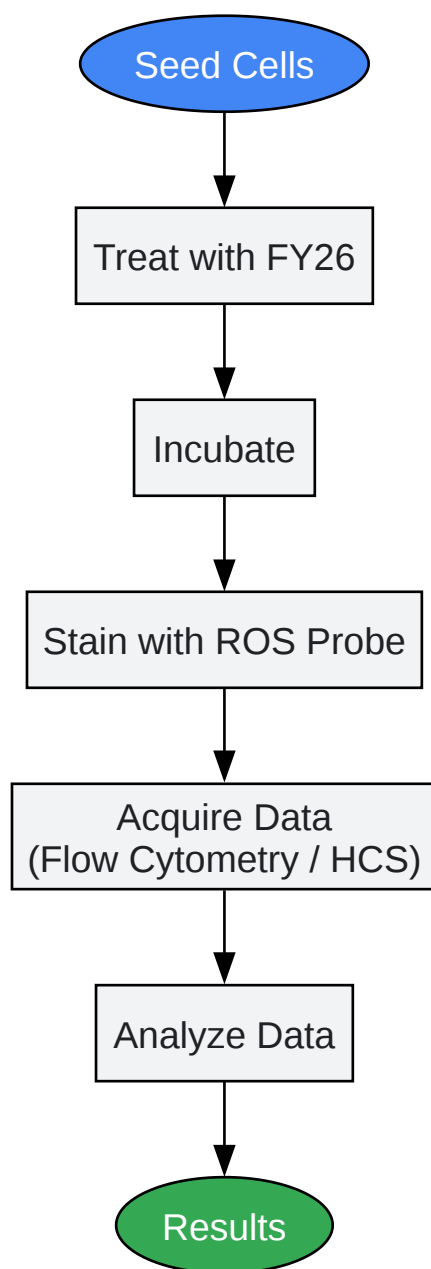 Seed Cells
Treat with FY26
Incubate
Stain with ROS Probe
Acquire Data
(Flow Cytometry / HCS)
Analyze Data
Results